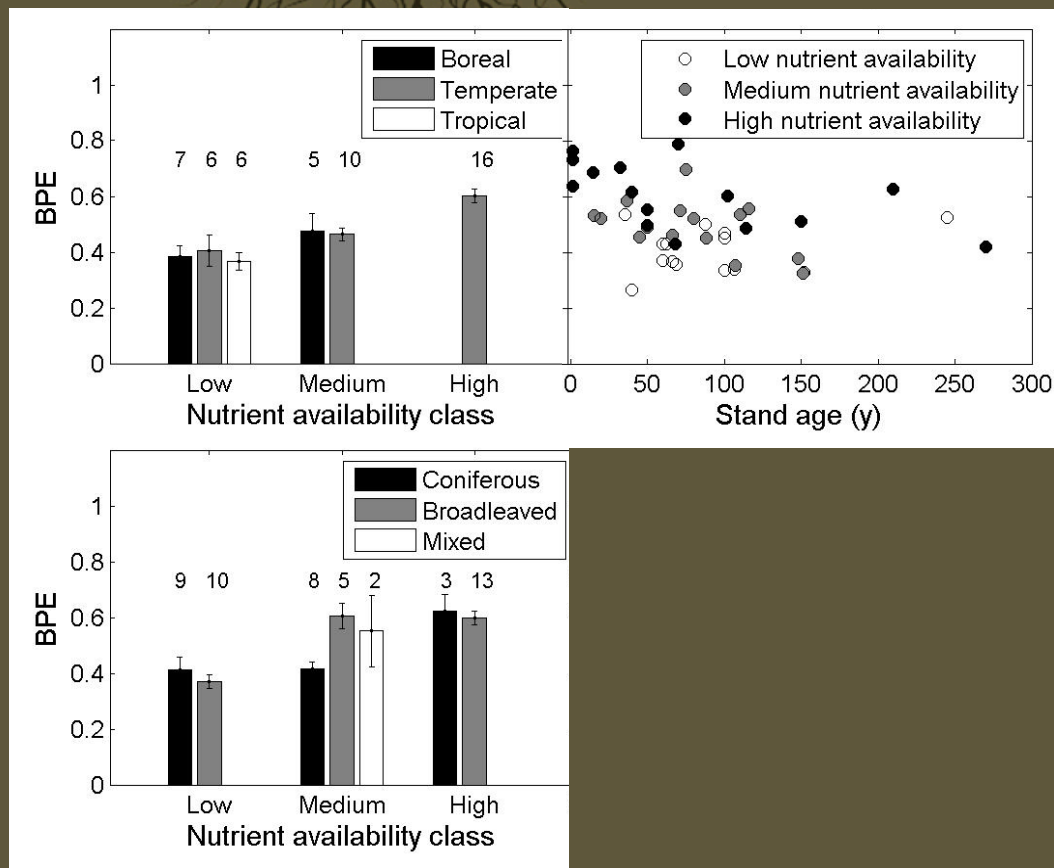 Boreal
Temperate
Tropical
1
0.8
0.6
0.4
0.2
0
BPE
7 6 6 5 10 16
Low Medium High
Nutrient availability class
Low nutrient availability
Medium nutrient availability
High nutrient availability
0 50 100 150 200 250 300
Stand age (y)
Coniferous
Broadleaved
Mixed
1
0.8
0.6
0.4
0.2
0
BPE
9 10 8 5 2 3 13
Low Medium High
Nutrient availability class